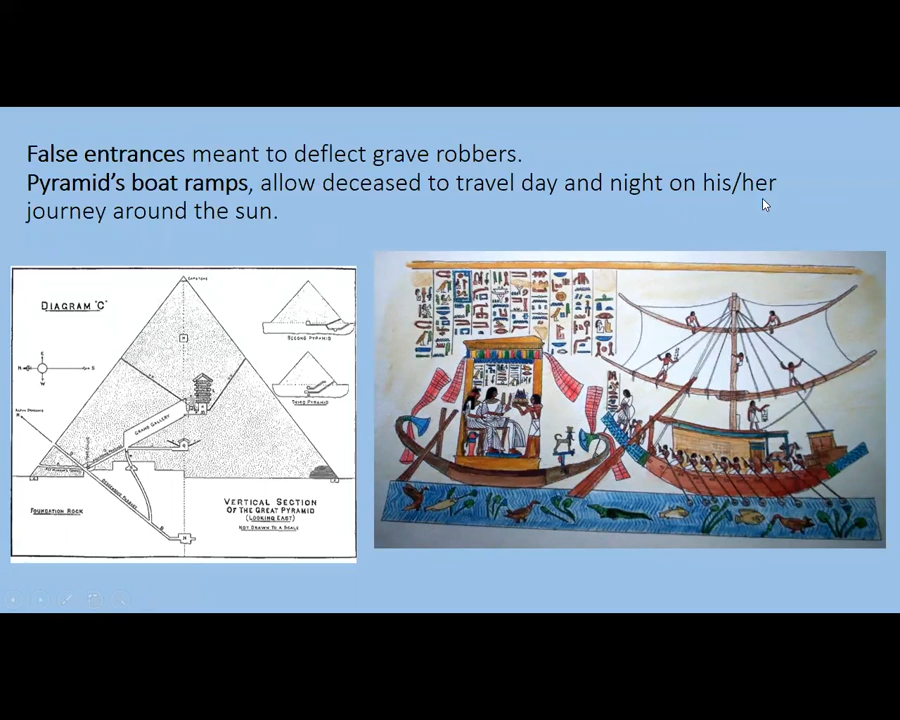 False entrances meant to deflect grave robbers.
Pyramid's boat ramps, allow deceased to travel day and night on his/her
journey around the sun.
DIAGRAM "C"
CAPSTONE
SECOND PYRAMID
THIRD PYRAMID
GRAND GALLERY
FOUNDATION ROCK
VERTICAL SECTION
OF THE GREAT PYRAMID
(LOOKING EAST)
NOT DRAWN TO A SCALE